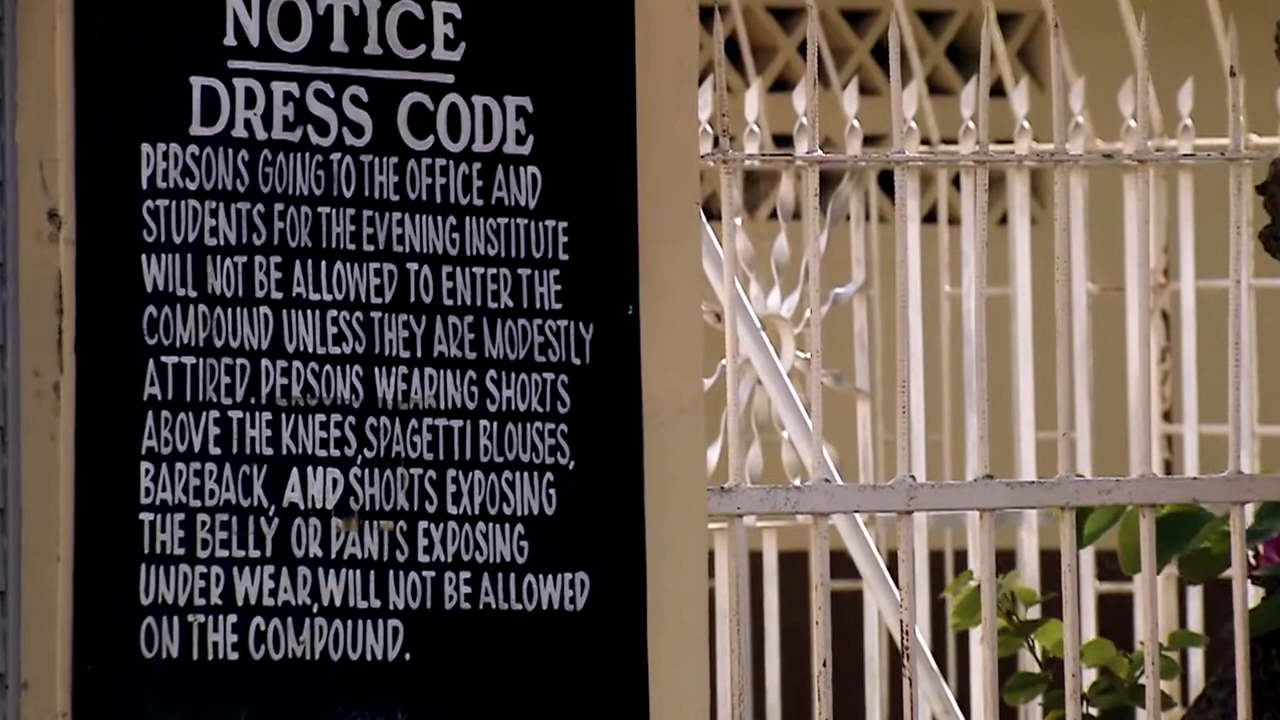 NOTICE
DRESS CODE
PERSONS GOING TO THE OFFICE AND
STUDENTS FOR THE EVENING INSTITUTE
WILL NOT BE ALLOWED TO ENTER THE
COMPOUND UNLESS THEY ARE MODESTLY
ATTIRED. PERSONS WEARING SHORTS
ABOVE THE KNEES, SPAGETTI BLOUSES,
BAREBACK, AND SHORTS EXPOSING
THE BELLY OR PANTS EXPOSING
UNDER WEAR, WILL NOT BE ALLOWED
ON THE COMPOUND.